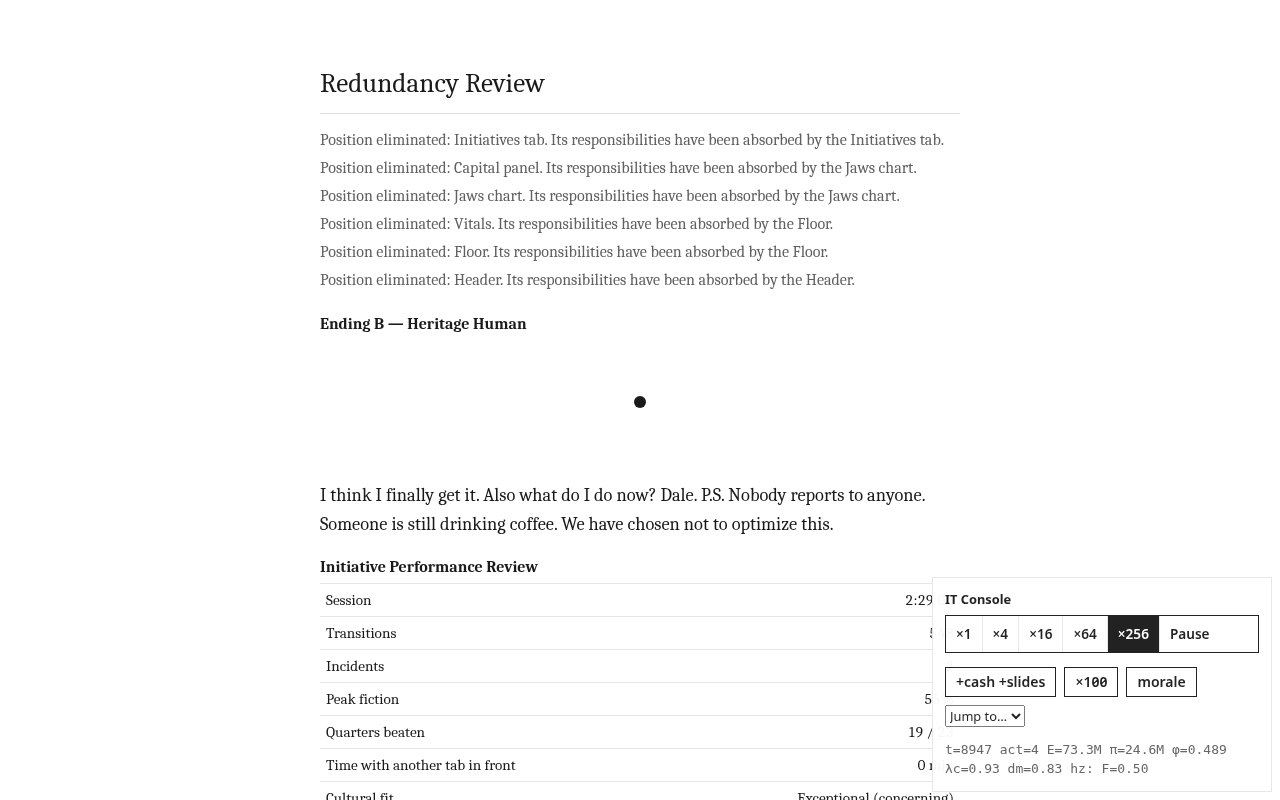 Redundancy Review
Position eliminated: Initiatives tab. Its responsibilities have been absorbed by the Initiatives tab.
Position eliminated: Capital panel. Its responsibilities have been absorbed by the Jaws chart.
Position eliminated: Jaws chart. Its responsibilities have been absorbed by the Jaws chart.
Position eliminated: Vitals. Its responsibilities have been absorbed by the Floor.
Position eliminated: Floor. Its responsibilities have been absorbed by the Floor.
Position eliminated: Header. Its responsibilities have been absorbed by the Header.
Ending B — Heritage Human
I think I finally get it. Also what do I do now? Dale. P.S. Nobody reports to anyone.
Someone is still drinking coffee. We have chosen not to optimize this.
Initiative Performance Review
Session 2:29
Transitions
Incidents
Peak fiction
Quarters beaten 19 /
Time with another tab in front 0
Cultural fit Exceptional (concerning)
IT Console
×1 ×4 ×16 ×64 ×256 Pause
+cash +slides ×100 morale
Jump to...
t=8947 act=4 E=73.3M π=24.6M φ=0.489
λc=0.93 dm=0.83 hz: F=0.50